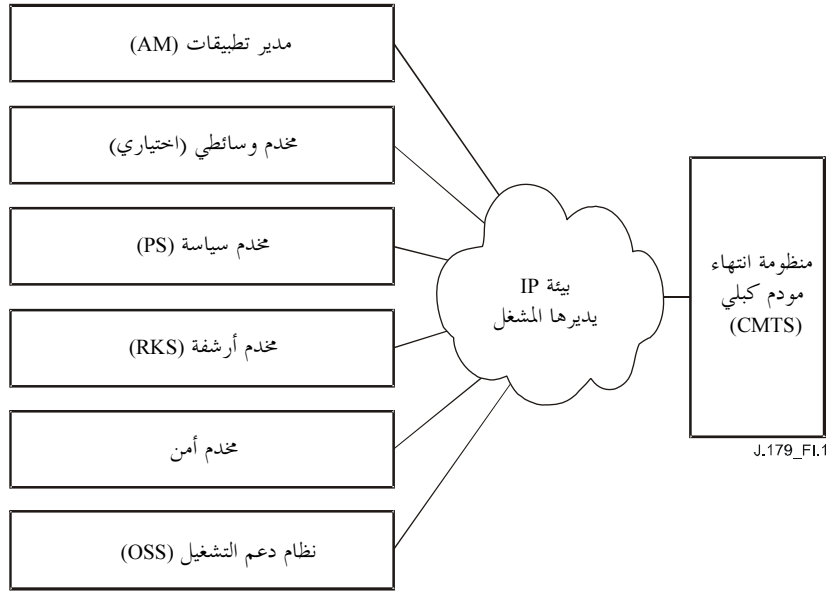 مدير تطبيقات (AM)
مخدم وسائطي (اختياري)
مخدم سياسة (PS)
مخدم أرشفة (RKS)
مخدم أمن
نظام دعم التشغيل (OSS)
بيئة IP
يديرها المشغل
منظومة انتهاء
مودم كبلي
(CMTS)
J.179_FI.1